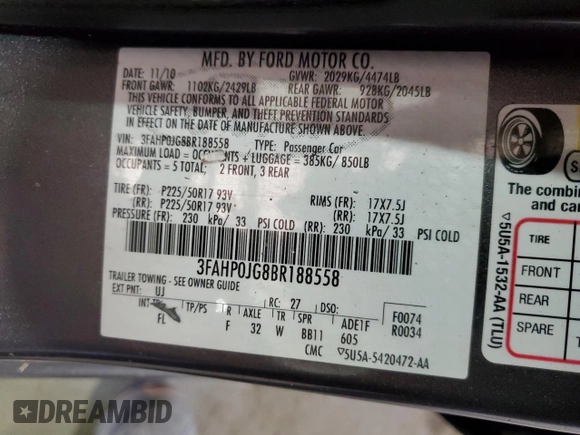 MFD. BY FORD MOTOR CO.
DATE: 11/10 GVWR: 2029KG/4474LB
FRONT GAWR: 1102KG/2429LB REAR GAWR: 928KG/2045LB
THIS VEHICLE CONFORMS TO ALL APPLICABLE FEDERAL MOTOR
VEHICLE SAFETY, BUMPER, AND THEFT PREVENTION STANDARDS
IN EFFECT ON THE DATE OF MANUFACTURE SHOWN ABOVE.
VIN: 3FAHP0JG8BR188558 TYPE: Passenger Car
MAXIMUM LOAD = OCCUPANTS + LUGGAGE = 385KG/850LB
OCCUPANTS = 5 TOTAL; 2 FRONT, 3 REAR
TIRE (FR): P225/50R17 93V RIMS (FR): 17X7.5J
(RR): P225/50R17 93V (RR): 17X7.5J
PRESSURE (FR): 230 kPa/ 33 PSI COLD (RR): 230 kPa/ 33 PSI COLD
3FAHP0JG8BR188558
TRAILER TOWING - SEE OWNER GUIDE
EXT PNT: UJ RC: 27 F0074
INT TP/PS R AXLE TR SPR ADE1F R0034
FL F 32 W BB11 605
CMC ▽5U5A-5420472-AA
▽5U5A-1532-AA (TLU)
The combin
and car
TIRE
FRONT
REAR
SPARE
DREAMBID